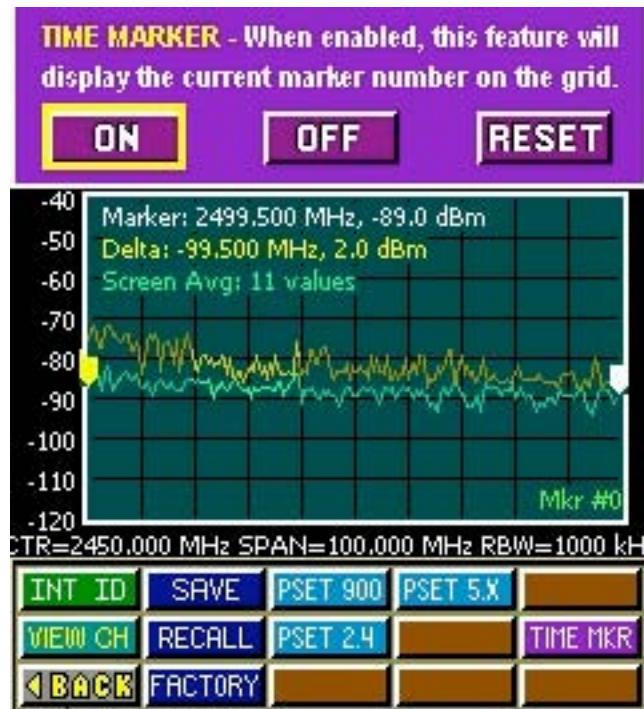 TIME MARKER - When enabled, this feature will
display the current marker number on the grid.
ON OFF RESET
-40
Marker: 2499.500 MHz, -89.0 dBm
-50
Delta: -99.500 MHz, 2.0 dBm
-60
Screen Avg: 11 values
-70
-80
-90
-100
-110
Mkr #0
-120
CTR=2450.000 MHz SPAN=100.000 MHz RBW=1000 kH
INT ID SAVE PSET 900 PSET 5.X
VIEW CH RECALL PSET 2.4 TIME MKR
BACK FACTORY